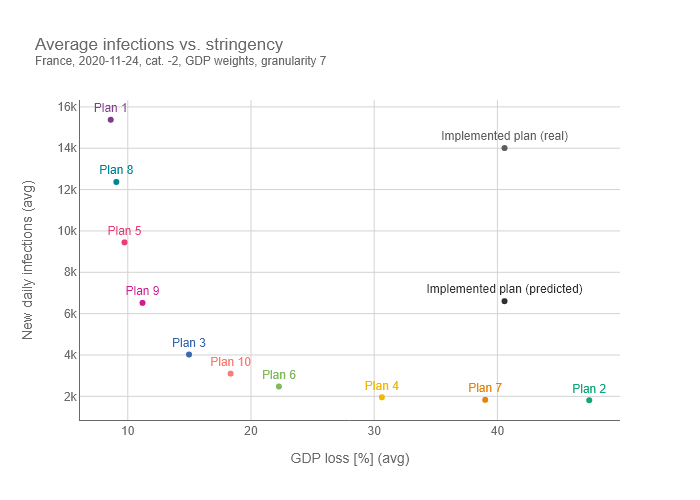 Average infections vs. stringency
France, 2020-11-24, cat. -2, GDP weights, granularity 7
16k
Plan 1
Implemented plan (real)
14k
Plan 8
12k
Plan 5
10k
New daily infections (avg)
8k
Plan 9
Implemented plan (predicted)
6k
Plan 3
4k
Plan 10
Plan 6
Plan 4
Plan 7
Plan 2
2k
10
20
30
40
GDP loss [%] (avg)